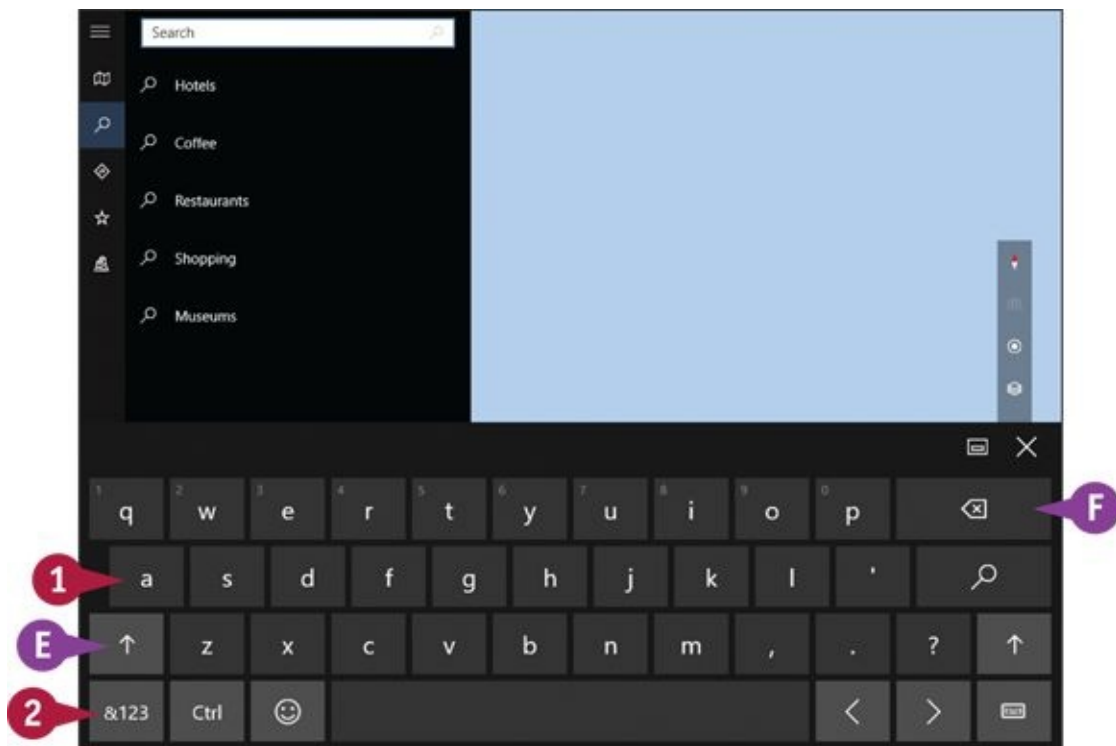 Search
Hotels
Coffee
Restaurants
Shopping
Museums
1 2 3 4 5 6 7 8 9 0
q w e r t y u i o p F
1 a s d f g h j k l '
E z x c v b n m , . ?
2 &123 Ctrl